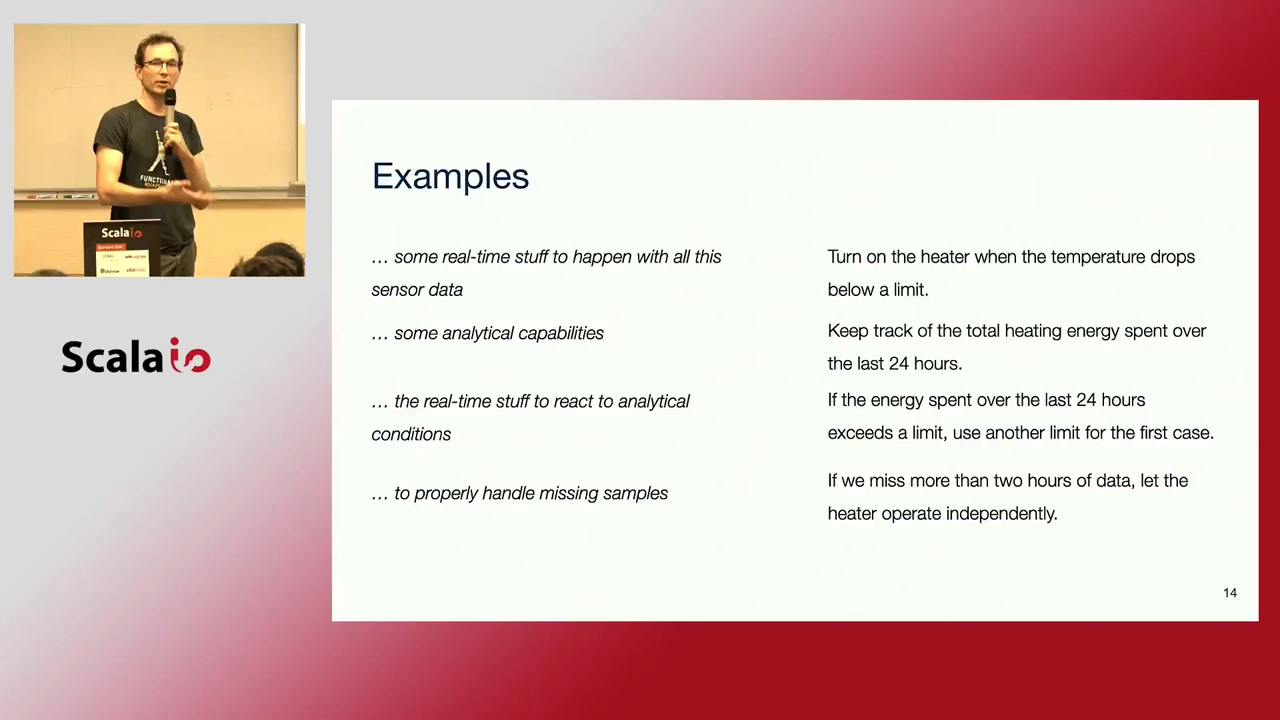 FUNCTIONAL
Scalaio
Scalaio
Examples
… some real-time stuff to happen with all this
sensor data
Turn on the heater when the temperature drops
below a limit.
… some analytical capabilities
Keep track of the total heating energy spent over
the last 24 hours.
… the real-time stuff to react to analytical
conditions
If the energy spent over the last 24 hours
exceeds a limit, use another limit for the first case.
… to properly handle missing samples
If we miss more than two hours of data, let the
heater operate independently.
14